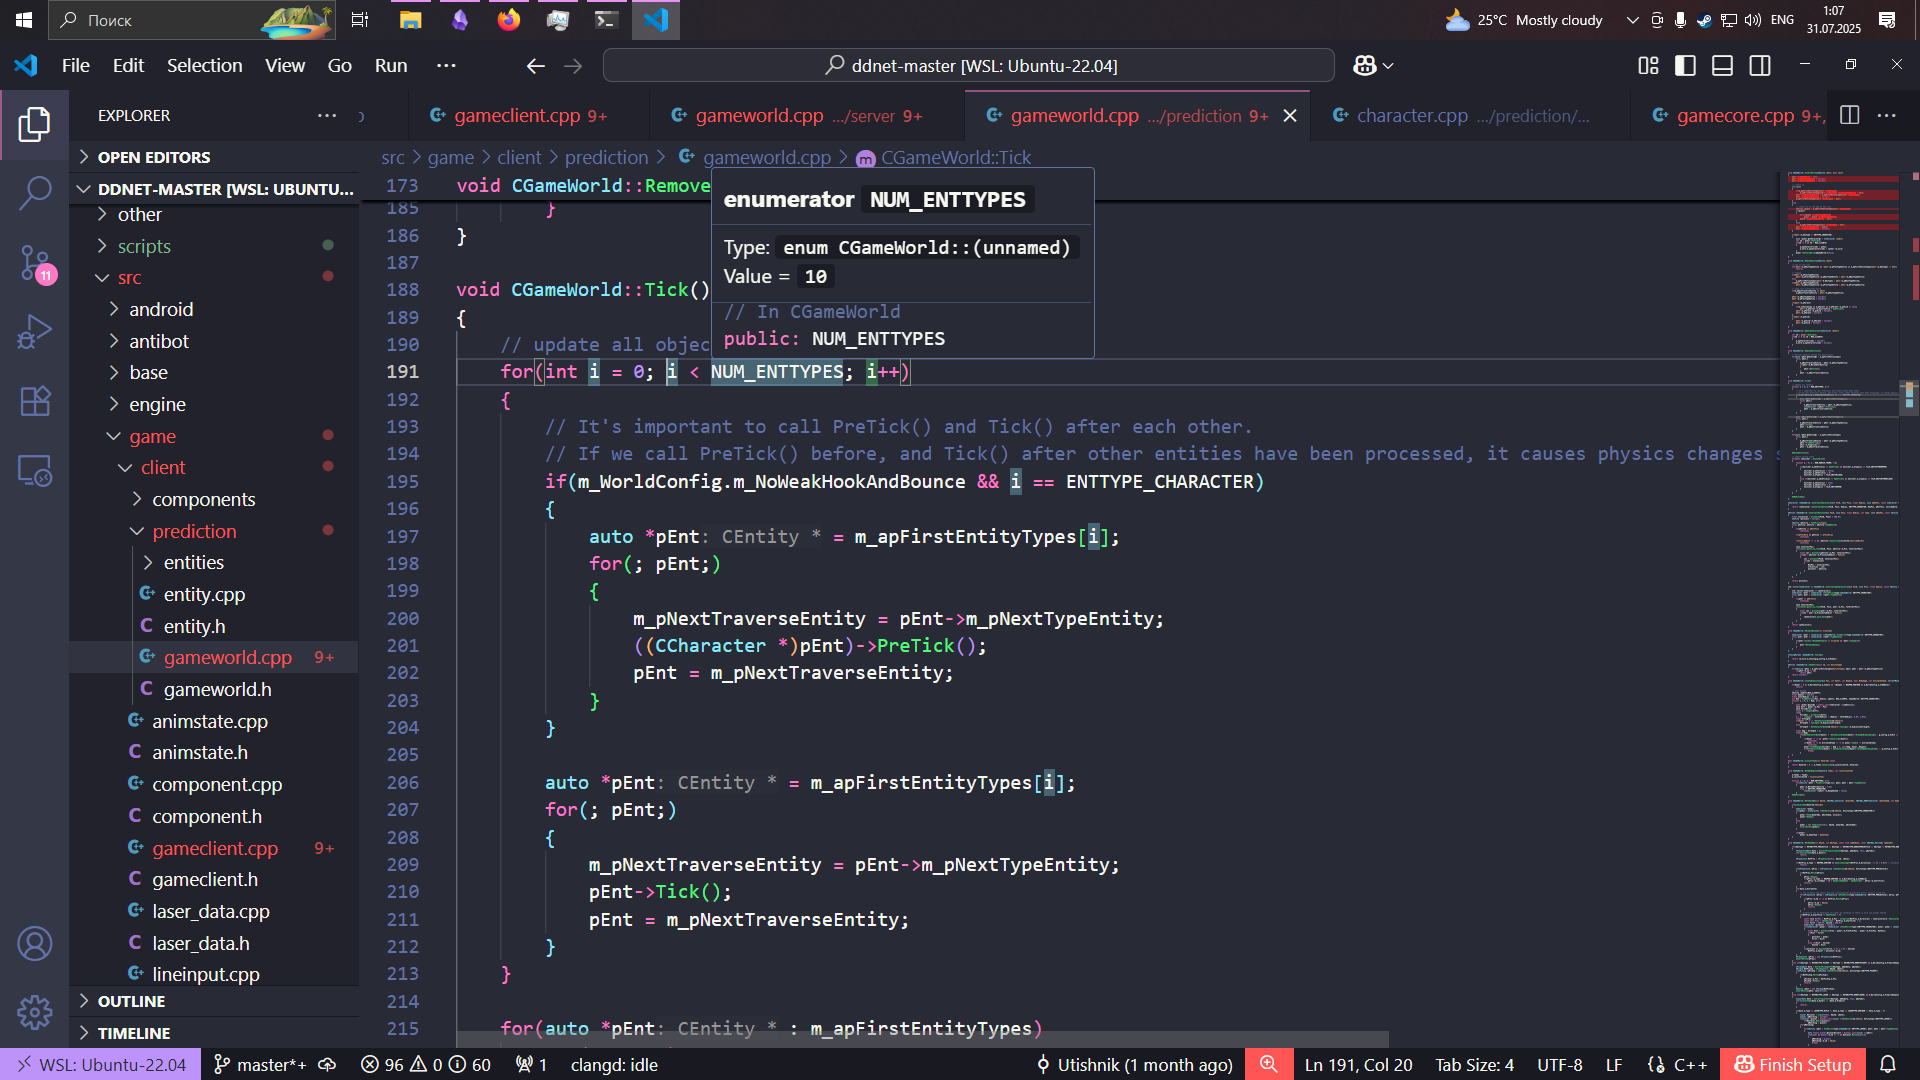 Поиск
25°C Mostly cloudy
ENG
1:07
31.07.2025
File Edit Selection View Go Run ···
ddnet-master [WSL: Ubuntu-22.04]
EXPLORER ···
gameclient.cpp 9+
gameworld.cpp .../server 9+
gameworld.cpp .../prediction 9+
character.cpp .../prediction/...
gamecore.cpp 9+,
···
OPEN EDITORS
DDNET-MASTER [WSL: UBUNTU...
other
scripts
src
android
antibot
base
engine
game
client
components
prediction
entities
entity.cpp
entity.h
gameworld.cpp 9+
gameworld.h
animstate.cpp
animstate.h
component.cpp
component.h
gameclient.cpp 9+
gameclient.h
laser_data.cpp
laser_data.h
lineinput.cpp
OUTLINE
TIMELINE
11
src > game > client > prediction > gameworld.cpp > CGameWorld::Tick
enumerator NUM_ENTTYPES
Type: enum CGameWorld::(unnamed)
Value = 10
// In CGameWorld
public: NUM_ENTTYPES
173 void CGameWorld::Remove
185 }
186 }
187
188 void CGameWorld::Tick()
189 {
190 // update all objec
191 for(int i = 0; i < NUM_ENTTYPES; i++)
192 {
193 // It's important to call PreTick() and Tick() after each other.
194 // If we call PreTick() before, and Tick() after other entities have been processed, it causes physics changes s
195 if(m_WorldConfig.m_NoWeakHookAndBounce && i == ENTTYPE_CHARACTER)
196 {
197 auto *pEnt: CEntity * = m_apFirstEntityTypes[i];
198 for(; pEnt;)
199 {
200 m_pNextTraverseEntity = pEnt->m_pNextTypeEntity;
201 ((CCharacter *)pEnt)->PreTick();
202 pEnt = m_pNextTraverseEntity;
203 }
204 }
205
206 auto *pEnt: CEntity * = m_apFirstEntityTypes[i];
207 for(; pEnt;)
208 {
209 m_pNextTraverseEntity = pEnt->m_pNextTypeEntity;
210 pEnt->Tick();
211 pEnt = m_pNextTraverseEntity;
212 }
213 }
214
215 for(auto *pEnt: CEntity * : m_apFirstEntityTypes)
WSL: Ubuntu-22.04
master*+
96 0 60
1
clangd: idle
Utishnik (1 month ago)
Ln 191, Col 20
Tab Size: 4
UTF-8
LF
{} C++
Finish Setup